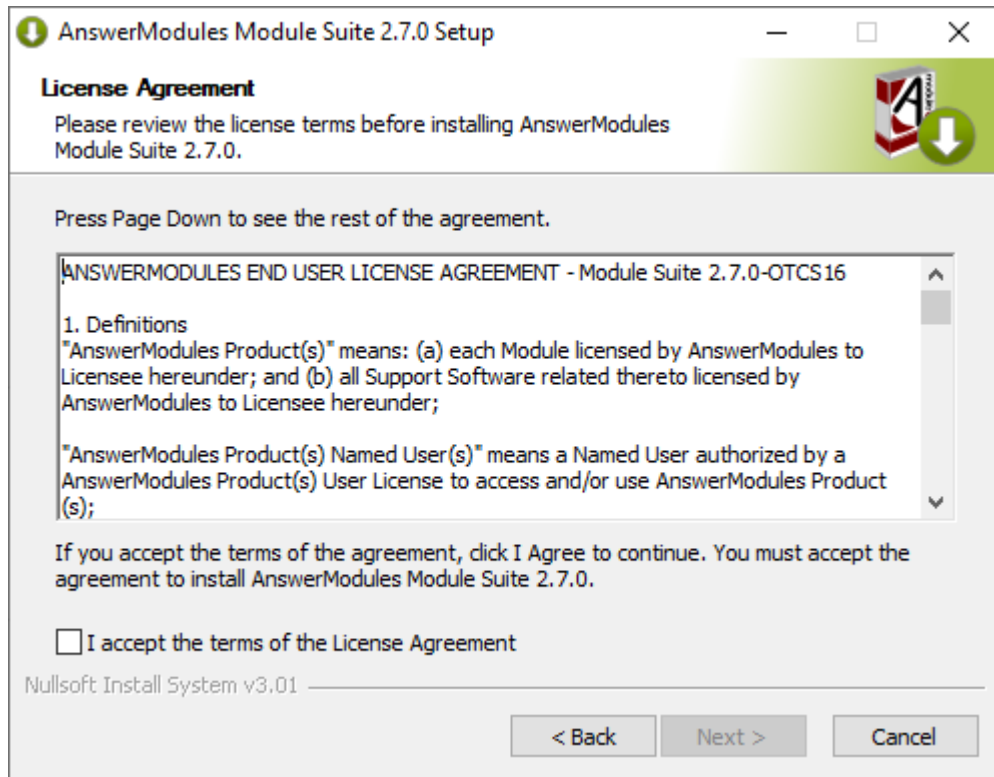 AnswerModules Module Suite 2.7.0 Setup
License Agreement
Please review the license terms before installing AnswerModules
Module Suite 2.7.0.
Press Page Down to see the rest of the agreement.
ANSWERMODULES END USER LICENSE AGREEMENT - Module Suite 2.7.0-OTCS16
1. Definitions
"AnswerModules Product(s)" means: (a) each Module licensed by AnswerModules to
Licensee hereunder; and (b) all Support Software related thereto licensed by
AnswerModules to Licensee hereunder;
"AnswerModules Product(s) Named User(s)" means a Named User authorized by a
AnswerModules Product(s) User License to access and/or use AnswerModules Product
(s);
If you accept the terms of the agreement, click I Agree to continue. You must accept the
agreement to install AnswerModules Module Suite 2.7.0.
I accept the terms of the License Agreement
Nullsoft Install System v3.01
< Back
Next >
Cancel